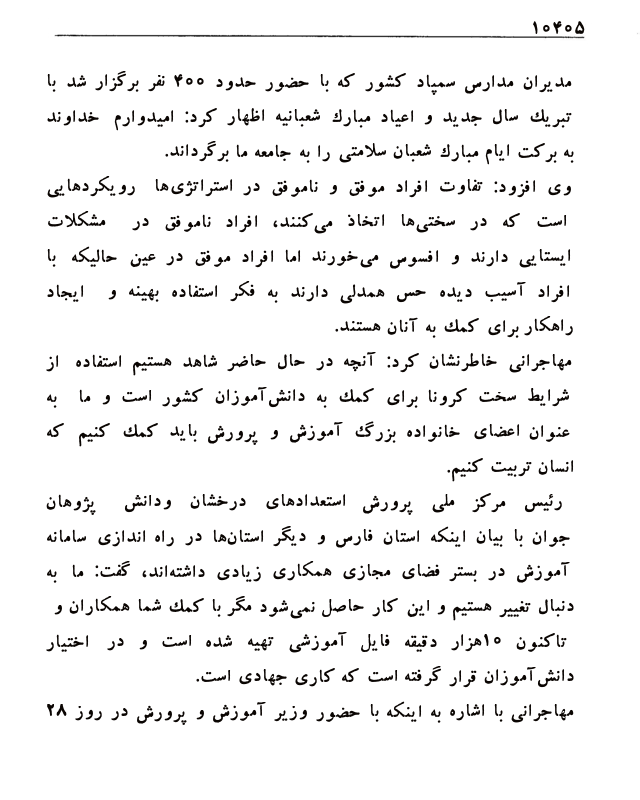 ۱۰۴۰۵
مدیران مدارس سمپاد کشور که با حضور حدود ۴۰۰ نفر برگزار شد با
تبریك سال جدید و اعیاد مبارك شعبانیه اظهار کرد: امیدوارم خداوند
به برکت ایام مبارك شعبان سلامتی را به جامعه ما برگرداند.
وی افزود: تفاوت افراد موفق و ناموفق در استراتژی‌ها رویکردهایی
است که در سختی‌ها اتخاذ می‌کنند، افراد ناموفق در مشکلات
ایستایی دارند و افسوس می‌خورند اما افراد موفق در عین حالیکه با
افراد آسیب دیده حس همدلی دارند به فکر استفاده بهینه و ایجاد
راهکار برای کمك به آنان هستند.
مهاجرانی خاطرنشان کرد: آنچه در حال حاضر شاهد هستیم استفاده از
شرایط سخت کرونا برای کمك به دانش‌آموزان کشور است و ما به
عنوان اعضای خانواده بزرگ آموزش و پرورش باید کمك کنیم که
انسان تربیت کنیم.
رئیس مرکز ملی پرورش استعدادهای درخشان ودانش پژوهان
جوان با بیان اینکه استان فارس و دیگر استان‌ها در راه اندازی سامانه
آموزش در بستر فضای مجازی همکاری زیادی داشته‌اند، گفت: ما به
دنبال تغییر هستیم و این کار حاصل نمی‌شود مگر با کمك شما همکاران و
تاکنون ۱۰هزار دقیقه فایل آموزشی تهیه شده است و در اختیار
دانش‌آموزان قرار گرفته است که کاری جهادی است.
مهاجرانی با اشاره به اینکه با حضور وزیر آموزش و پرورش در روز ۲۸